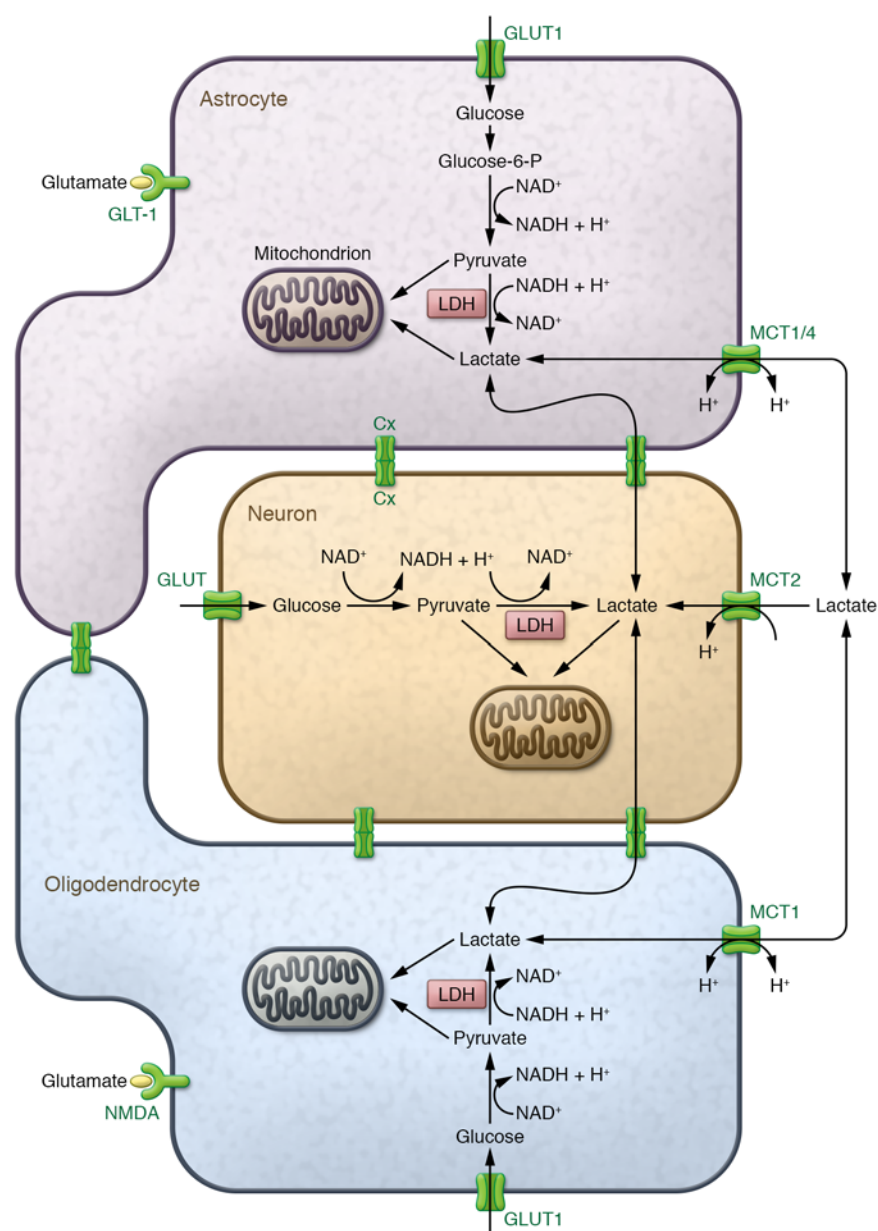 GLUT1
Astrocyte
Glucose
Glucose-6-P
Glutamate
GLT-1
NAD⁺
NADH + H⁺
Mitochondrion
Pyruvate
NADH + H⁺
LDH
NAD⁺
MCT1/4
Lactate
H⁺ H⁺
Cx
Cx
Neuron
NAD⁺ NADH + H⁺ NAD⁺
GLUT
MCT2
Glucose Pyruvate Lactate Lactate
LDH
H⁺
Oligodendrocyte
MCT1
Lactate
NAD⁺
H⁺ H⁺
LDH
NADH + H⁺
Pyruvate
Glutamate
NADH + H⁺
NMDA
NAD⁺
Glucose
GLUT1